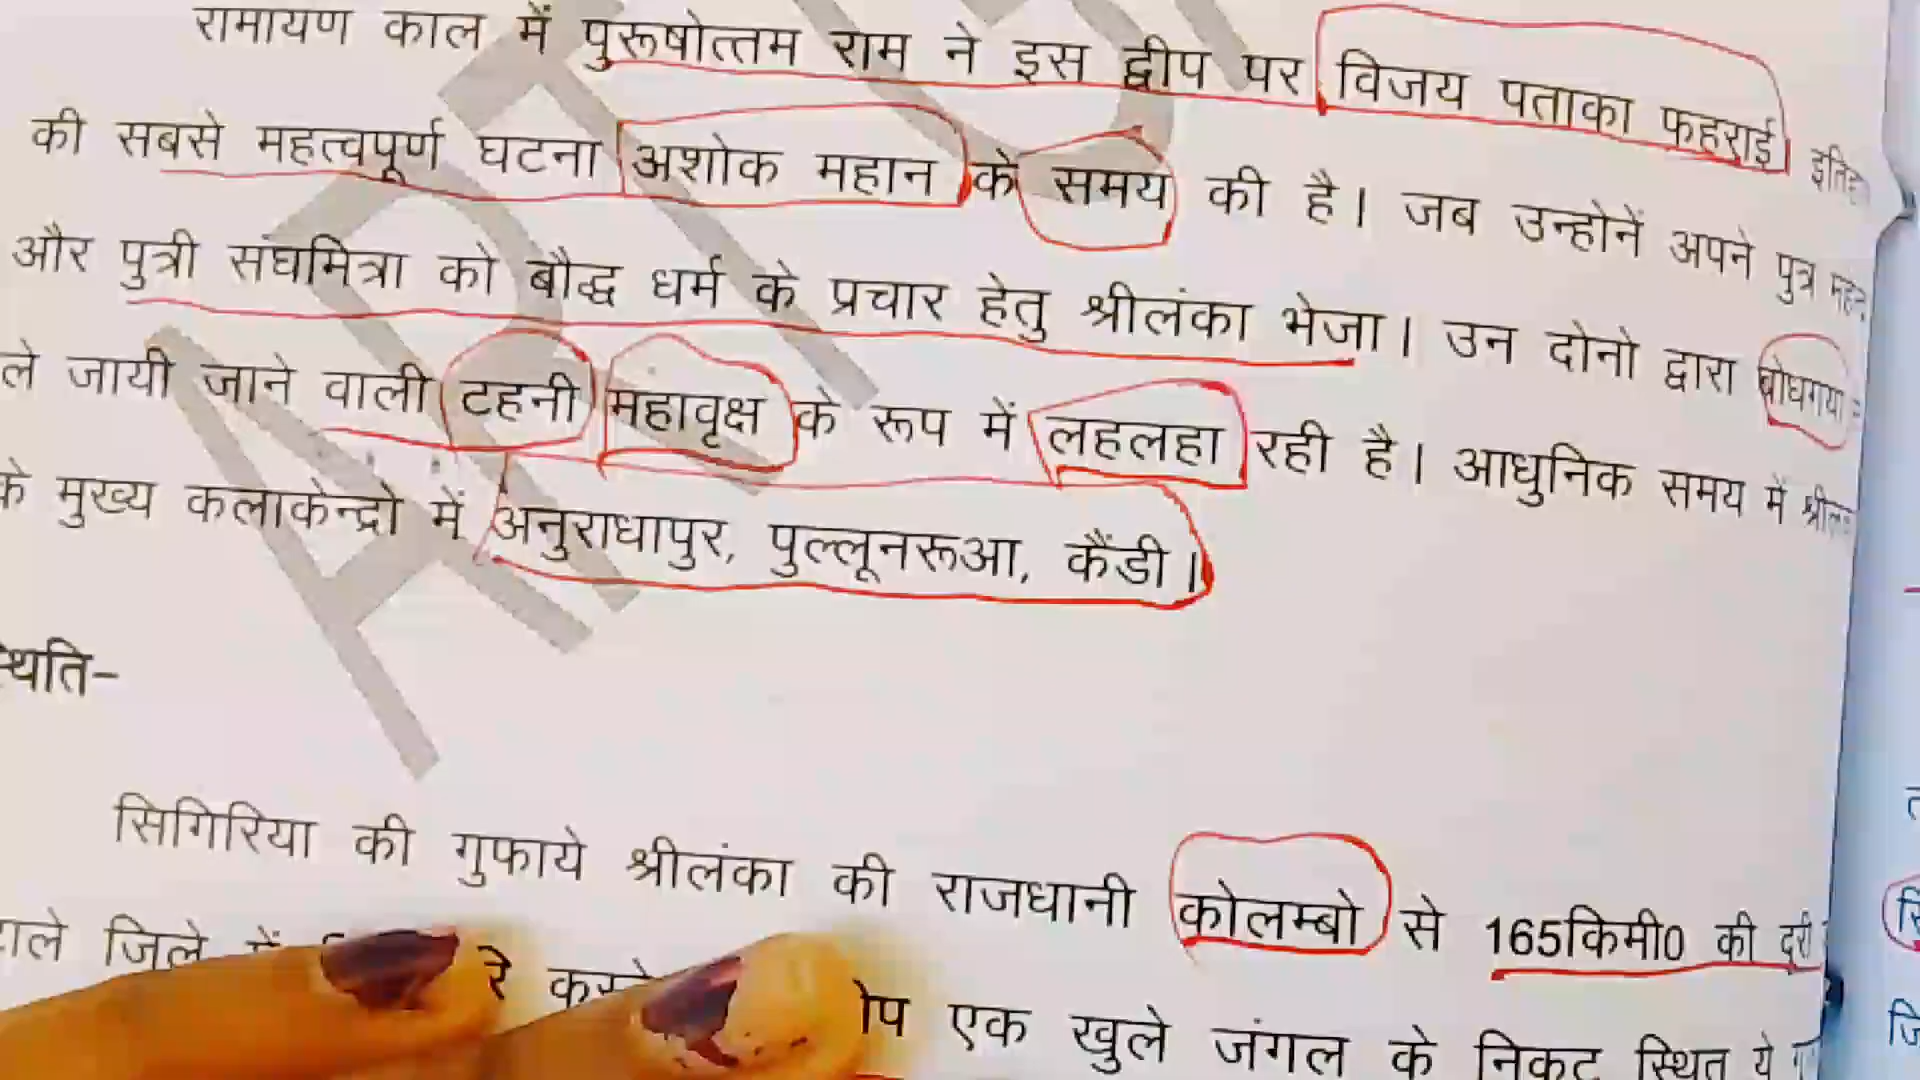 रामायण काल में पुरूषोत्तम राम ने इस द्वीप पर विजय पताका फहराई
की सबसे महत्वपूर्ण घटना अशोक महान के समय की है। जब उन्होनें अपने पुत्र
और पुत्री संघमित्रा को बौद्ध धर्म के प्रचार हेतु श्रीलंका भेजा। उन दोनो द्वारा बोधगया
ले जायी जाने वाली टहनी महावृक्ष के रूप में लहलहा रही है। आधुनिक समय में
के मुख्य कलाकेन्द्रो में अनुराधापुर, पुल्लूनरूआ, कैंडी।
सिगिरिया की गुफाये श्रीलंका की राजधानी कोलम्बो से 165किमी0 की दूरी
जिले में
एक खुले जंगल के निकट स्थित ये